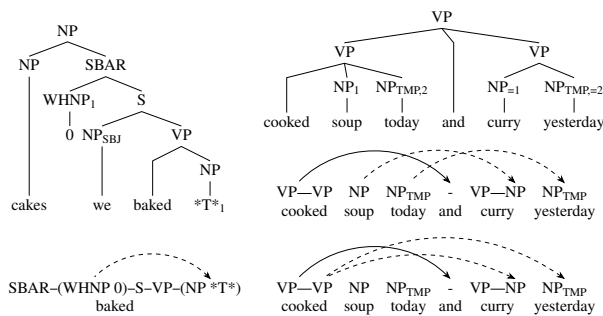 NP
NP SBAR
WHNP1 S
0 NPSBJ VP
NP
cakes we baked *T*1
SBAR–(WHNP 0)–S–VP–(NP *T*)
baked
VP
VP VP
NP1 NPTMP,2 NP=1 NPTMP,=2
cooked soup today and curry yesterday
VP—VP NP NPTMP - VP—NP NPTMP
cooked soup today and curry yesterday
VP—VP NP NPTMP - VP—NP NPTMP
cooked soup today and curry yesterday